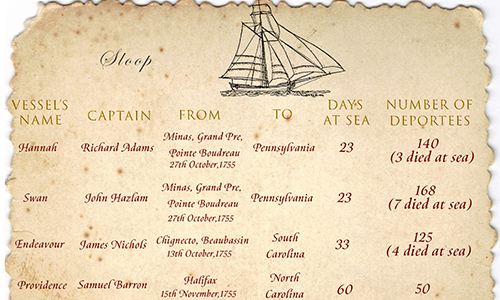 Sloop
VESSEL'S NAME CAPTAIN FROM TO DAYS AT SEA NUMBER OF DEPORTEES
Hannah Richard Adams Minas, Grand Pre, Pointe Boudreau 27th October,1755 Pennsylvania 23 140 (3 died at sea)
Swan John Hazlam Minas, Grand Pre, Pointe Boudreau 27th October,1755 Pennsylvania 23 168 (7 died at sea)
Endeavour James Nichols Chignecto, Beaubassin 13th October,1755 South Carolina 33 125 (4 died at sea)
Providence Samuel Barron Halifax 15th November,1755 North Carolina 60 50